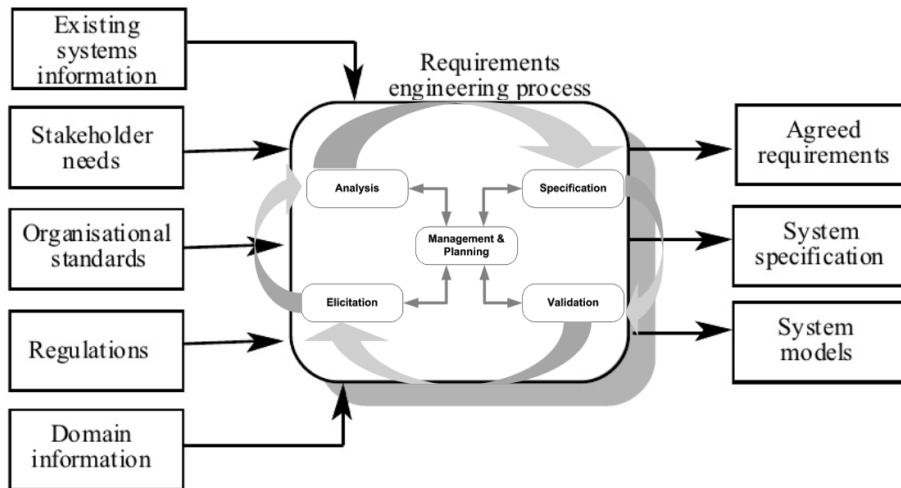 Existing
systems
information
Stakeholder
needs
Organisational
standards
Regulations
Domain
information
Requirements
engineering process
Analysis
Specification
Management &
Planning
Elicitation
Validation
Agreed
requirements
System
specification
System
models